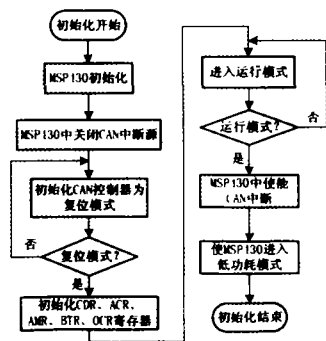 初始化开始
MSP130初始化
MSP130中关闭CAN中断源
初始化CAN控制器为
复位模式
否
复位模式?
是
初始化CDR、ACR、
AMR、BTR、OCR寄存器
进入运行模式
否
运行模式?
是
MSP130中使能
CAN中断
使MSP130进入
低功耗模式
初始化结束